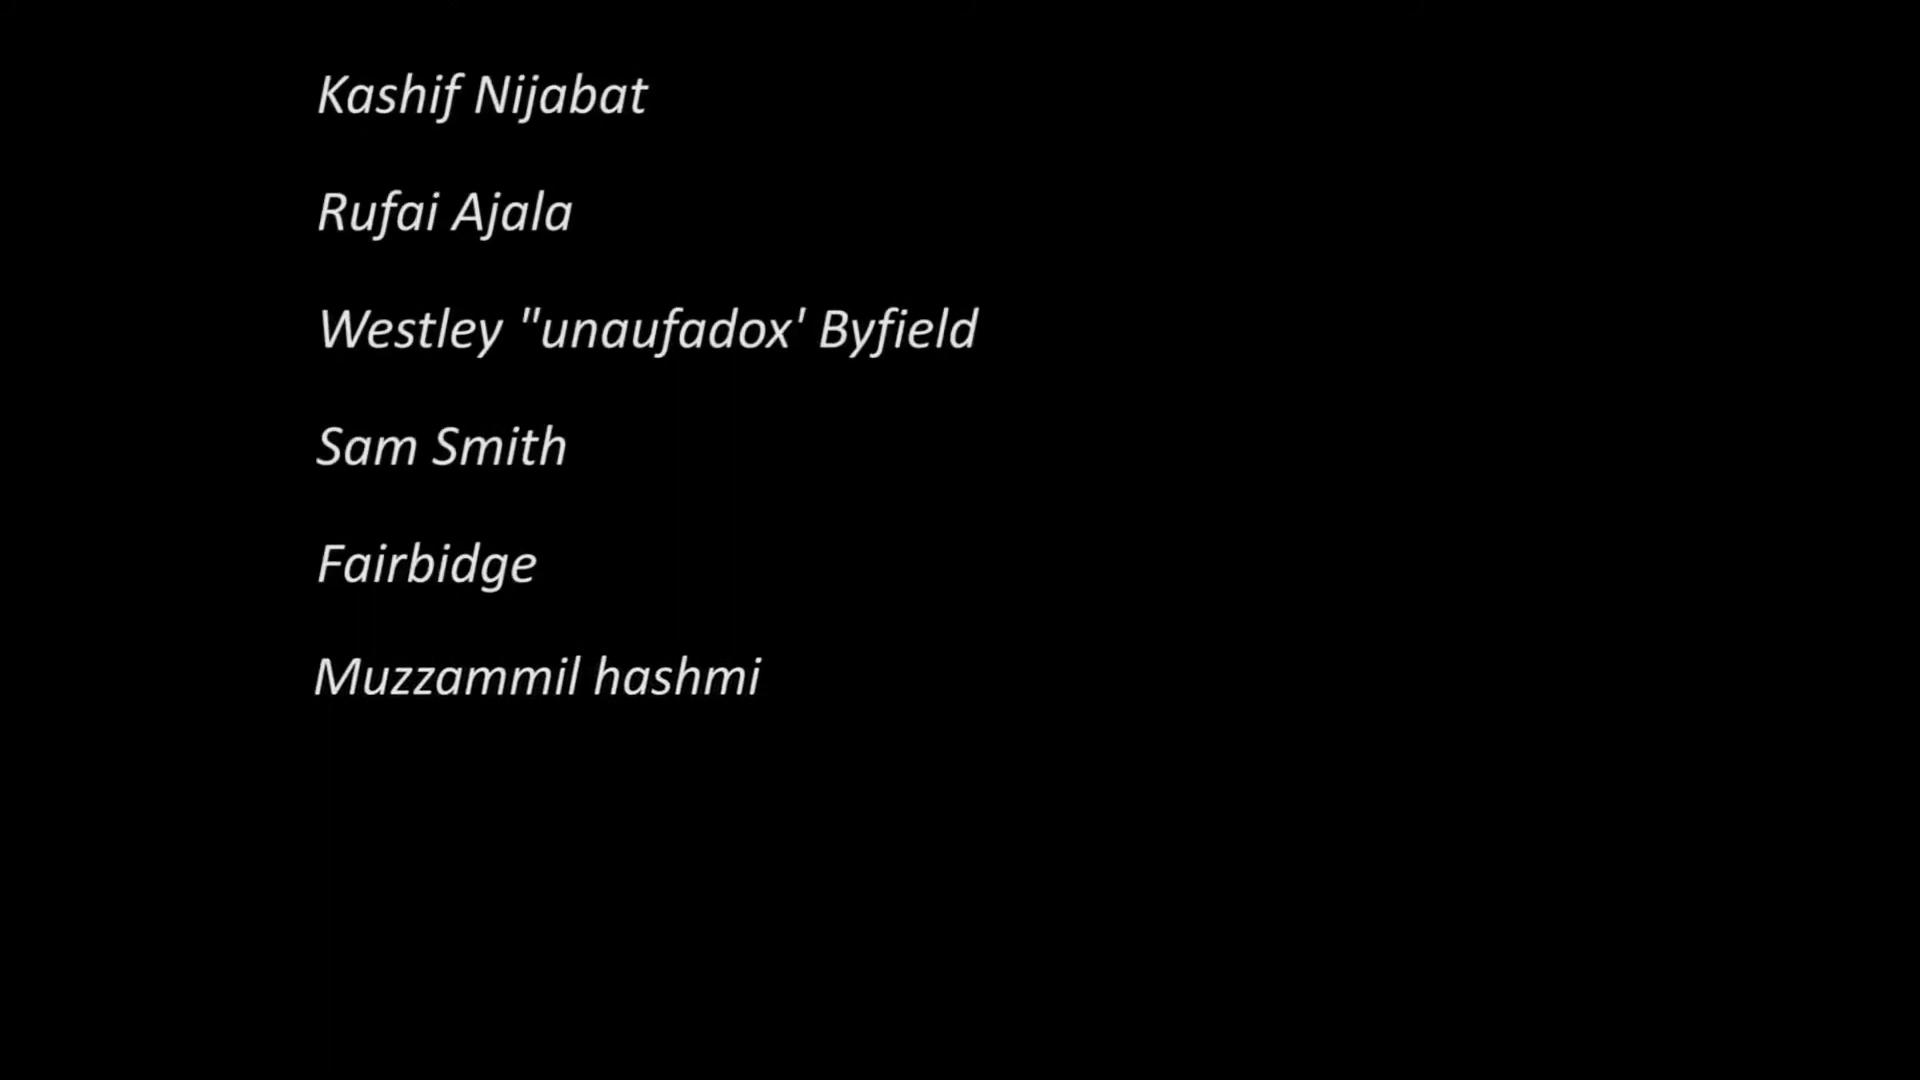 Kashif Nijabat
Rufai Ajala
Westley "unaufadox' Byfield
Sam Smith
Fairbidge
Muzzammil hashmi